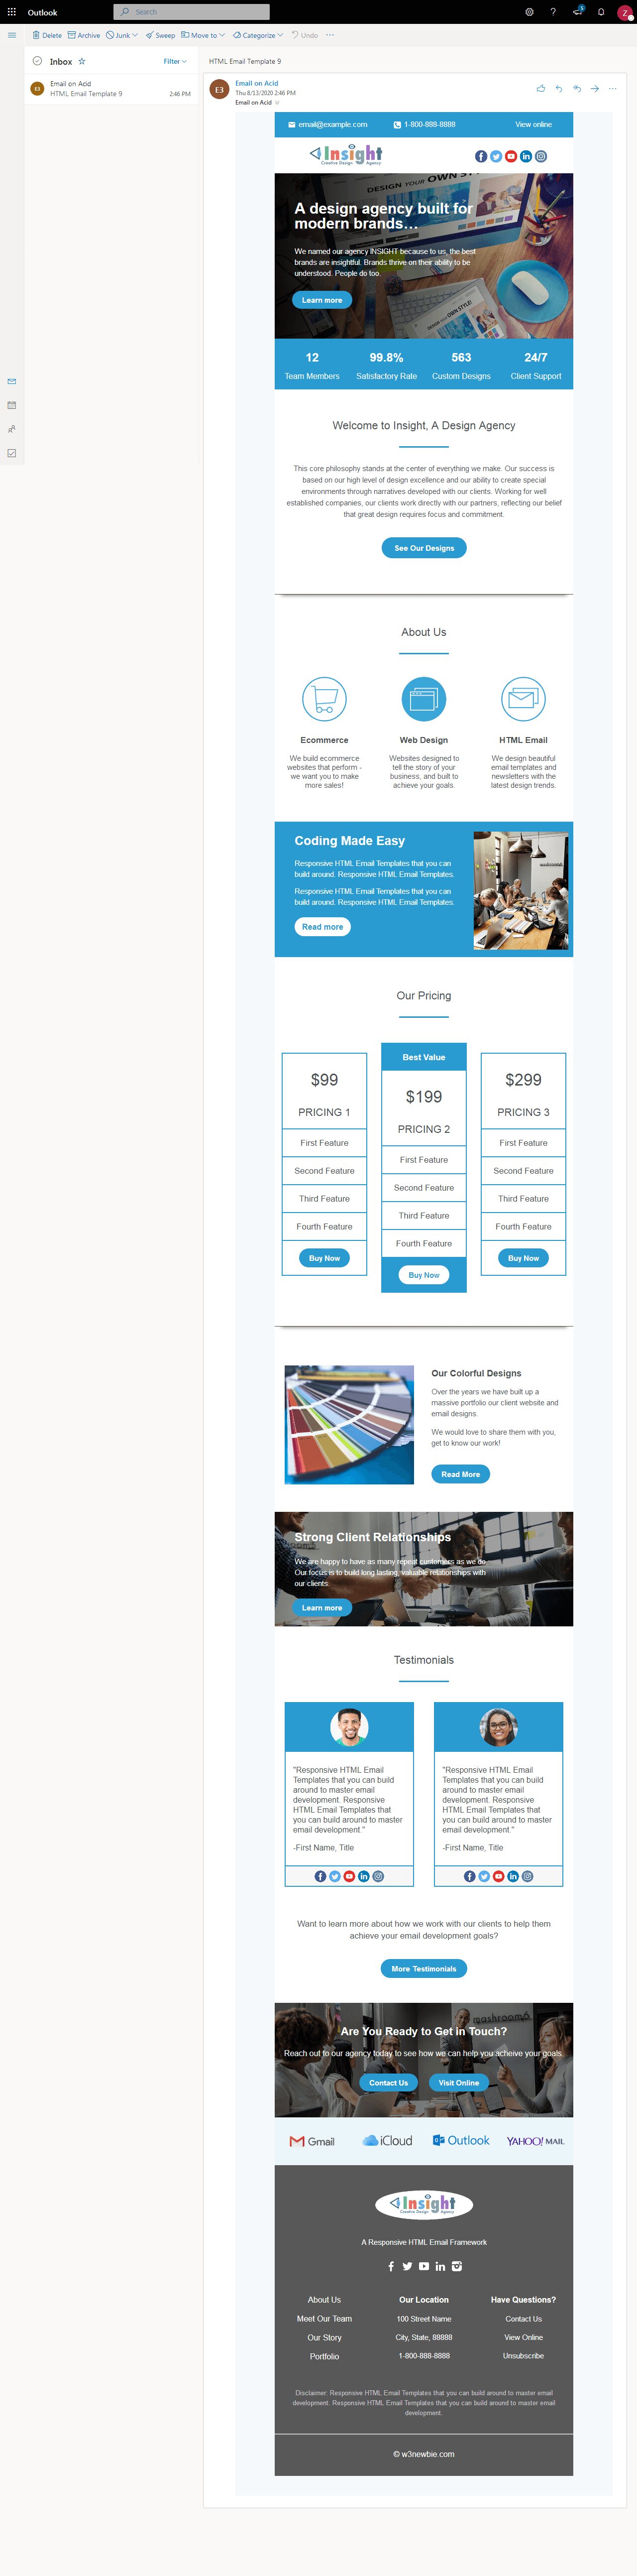 Outlook
Search
Delete
Archive
Junk
Sweep
Move to
Categorize
Undo
Inbox
Filter
E3
Email on Acid
HTML Email Template 9
2:46 PM
HTML Email Template 9
E3
Email on Acid
Thu 8/13/2020 2:46 PM
Email on Acid
email@example.com
1-800-888-8888
View online
Insight
Creative Design Agency
DESIGN YOUR OWN STYLE!
A design agency built for
modern brands...
We named our agency INSIGHT because to us, the best
brands are insightful. Brands thrive on their ability to be
understood. People do too.
Learn more
12
99.8%
563
24/7
Team Members
Satisfactory Rate
Custom Designs
Client Support
Welcome to Insight, A Design Agency
This core philosophy stands at the center of everything we make. Our success is
based on our high level of design excellence and our ability to create special
environments through narratives developed with our clients. Working for well
established companies, our clients work directly with our partners, reflecting our belief
that great design requires focus and commitment.
See Our Designs
About Us
Ecommerce
We build ecommerce
websites that perform -
we want you to make
more sales!
Web Design
Websites designed to
tell the story of your
business, and built to
achieve your goals.
HTML Email
We design beautiful
email templates and
newsletters with the
latest design trends.
Coding Made Easy
Responsive HTML Email Templates that you can
build around. Responsive HTML Email Templates.
Responsive HTML Email Templates that you can
build around. Responsive HTML Email Templates.
Read more
Our Pricing
$99
PRICING 1
First Feature
Second Feature
Third Feature
Fourth Feature
Buy Now
Best Value
$199
PRICING 2
First Feature
Second Feature
Third Feature
Fourth Feature
Buy Now
$299
PRICING 3
First Feature
Second Feature
Third Feature
Fourth Feature
Buy Now
Our Colorful Designs
Over the years we have built up a
massive portfolio our client website and
email designs.
We would love to share them with you,
get to know our work!
Read More
Strong Client Relationships
We are happy to have as many repeat customers as we do.
Our focus is to build long lasting, valuable relationships with
our clients.
Learn more
Testimonials
"Responsive HTML Email
Templates that you can build
around to master email
development. Responsive
HTML Email Templates that
you can build around to master
email development."
-First Name, Title
"Responsive HTML Email
Templates that you can build
around to master email
development. Responsive
HTML Email Templates that
you can build around to master
email development."
-First Name, Title
Want to learn more about how we work with our clients to help them
achieve your email development goals?
More Testimonials
mashrooms
Are You Ready to Get in Touch?
Reach out to our agency today to see how we can help you acheive your goals.
Contact Us
Visit Online
Gmail
iCloud
Outlook
YAHOO! MAIL
Insight
Creative Design Agency
A Responsive HTML Email Framework
About Us
Meet Our Team
Our Story
Portfolio
Our Location
100 Street Name
City, State, 88888
1-800-888-8888
Have Questions?
Contact Us
View Online
Unsubscribe
Disclaimer: Responsive HTML Email Templates that you can build around to master email
development. Responsive HTML Email Templates that you can build around to master email
development.
© w3newbie.com